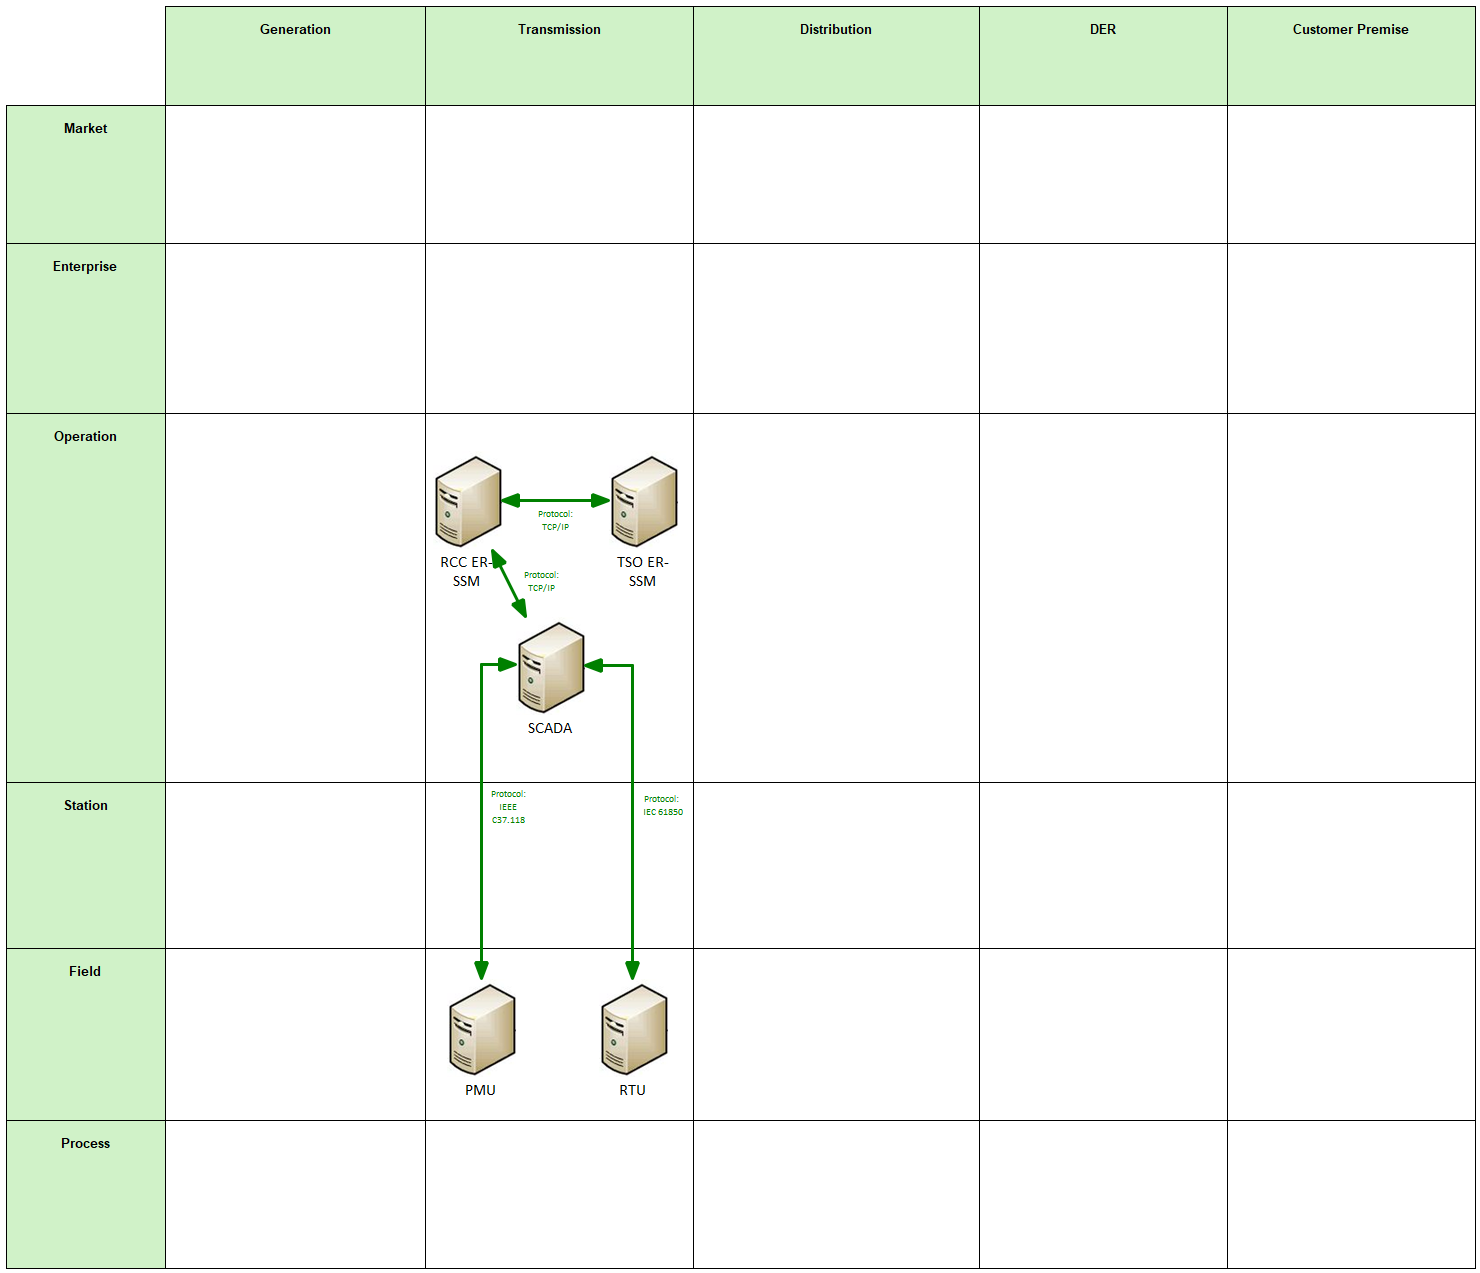 Generation
Transmission
Distribution
DER
Customer Premise
Market
Enterprise
Operation
Protocol:
TCP/IP
RCC ER-
SSM
TSO ER-
SSM
Protocol:
TCP/IP
SCADA
Station
Protocol:
IEEE
C37.118
Protocol:
IEC 61850
Field
PMU
RTU
Process